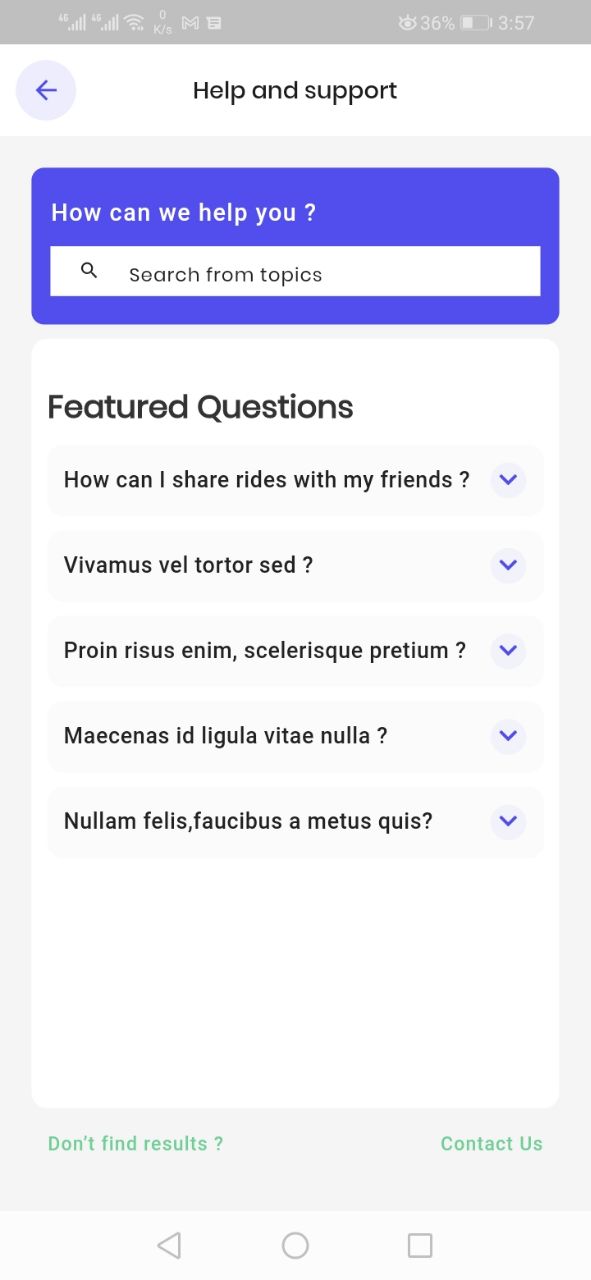 4G 4G 0 K/s 36% 3:57
Help and support
How can we help you ?
Search from topics
Featured Questions
How can I share rides with my friends ?
Vivamus vel tortor sed ?
Proin risus enim, scelerisque pretium ?
Maecenas id ligula vitae nulla ?
Nullam felis,faucibus a metus quis?
Don't find results ? Contact Us